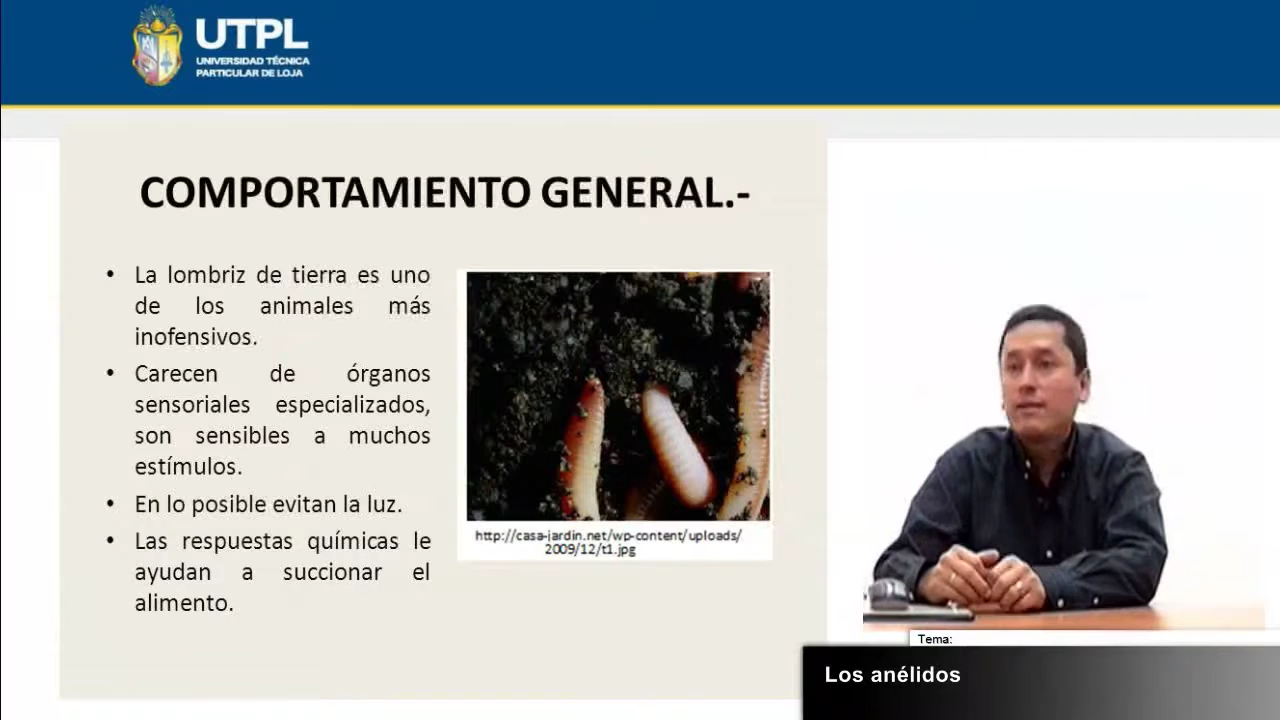 UTPL
UNIVERSIDAD TÉCNICA
PARTICULAR DE LOJA
COMPORTAMIENTO GENERAL.-
• La lombriz de tierra es uno
de los animales más
inofensivos.
• Carecen de órganos
sensoriales especializados,
son sensibles a muchos
estímulos.
• En lo posible evitan la luz.
• Las respuestas químicas le
ayudan a succionar el
alimento.
http://casa-jardin.net/wp-content/uploads/
2009/12/t1.jpg
Tema:
Los anélidos